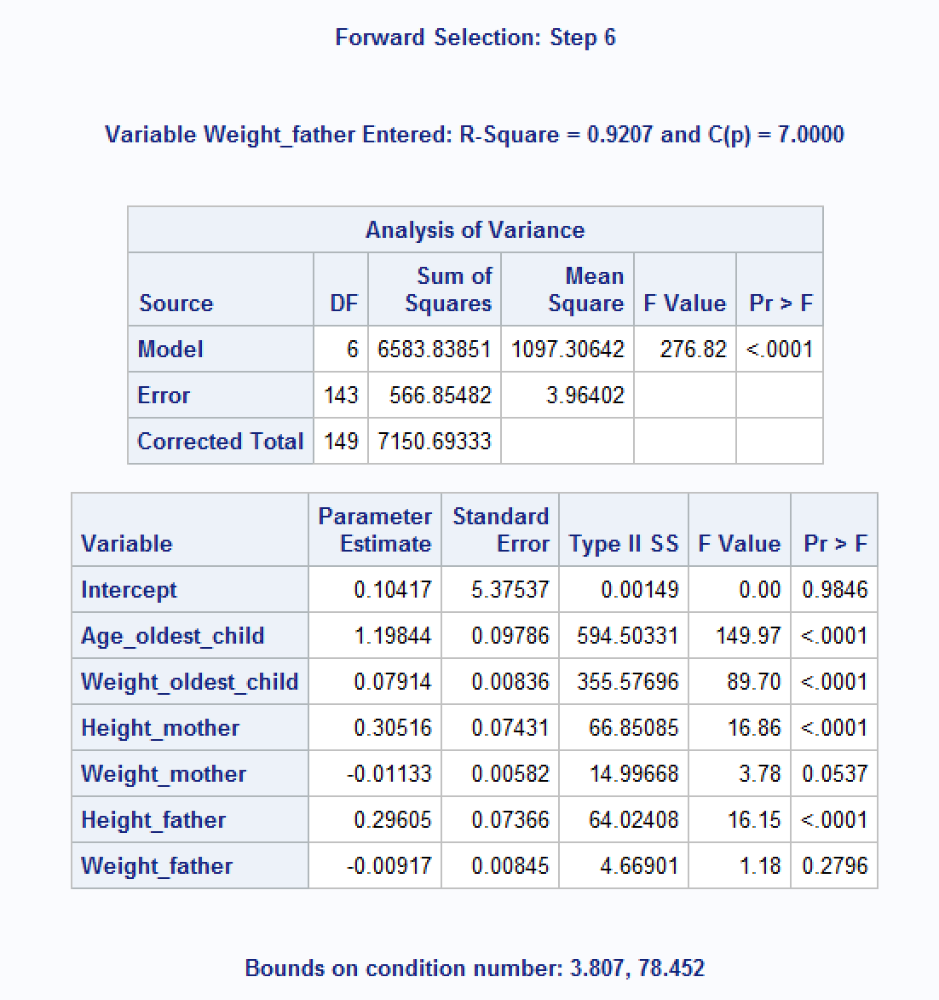 Forward Selection: Step 6
Variable Weight_father Entered: R-Square = 0.9207 and C(p) = 7.0000
Analysis of Variance
Source DF Sum of Squares Mean Square F Value Pr > F
Model 6 6583.83851 1097.30642 276.82 <.0001
Error 143 566.85482 3.96402
Corrected Total 149 7150.69333
Variable Parameter Estimate Standard Error Type II SS F Value Pr > F
Intercept 0.10417 5.37537 0.00149 0.00 0.9846
Age_oldest_child 1.19844 0.09786 594.50331 149.97 <.0001
Weight_oldest_child 0.07914 0.00836 355.57696 89.70 <.0001
Height_mother 0.30516 0.07431 66.85085 16.86 <.0001
Weight_mother -0.01133 0.00582 14.99668 3.78 0.0537
Height_father 0.29605 0.07366 64.02408 16.15 <.0001
Weight_father -0.00917 0.00845 4.66901 1.18 0.2796
Bounds on condition number: 3.807, 78.452